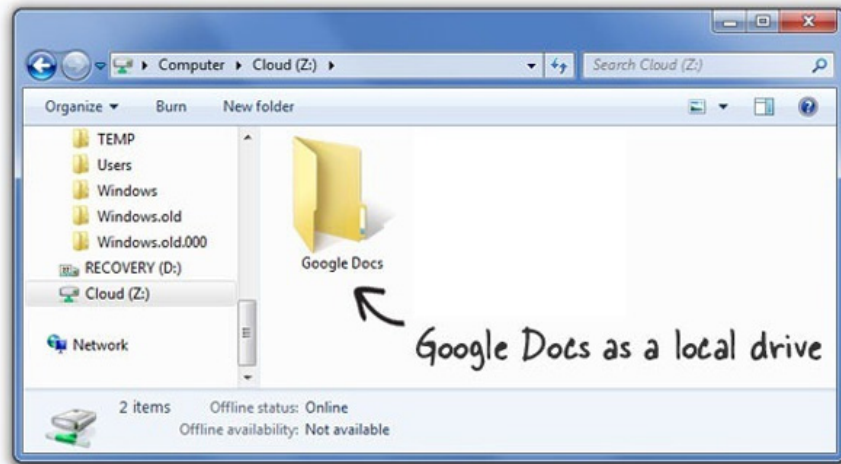 Computer Cloud (Z:)
Search Cloud (Z:)
Organize Burn New folder
TEMP
Users
Windows
Windows.old
Windows.old.000
RECOVERY (D:)
Cloud (Z:)
Network
Google Docs
Google Docs as a local drive
2 items Offline status: Online
Offline availability: Not available